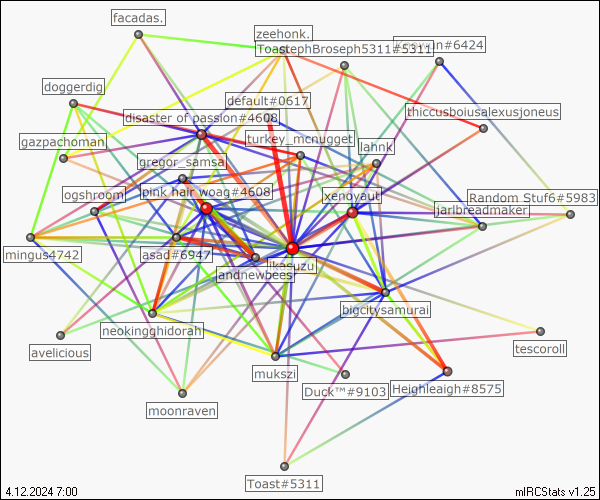 facadas.
zeehonk.
ToastephBroseph5311#5311
#6424
doggerdig
default#0617
thiccusbousalexusjoneus
disaster of passion#4608
gazpachoman.
turkey_mcnugget
lahnk
gregor_samsa
ogshroom
pink hair woag#4608
xenoyaut
Random Stuf6#5983
jarlbreadmaker
mingus4742
asad#6947
ikasuzu
andnewbees
bigcitysamurai
neokingghidorah
avelicious
tescoroll
mukszi
Duck™#9103
Heighleaigh#8575
moonraven
Toast#5311
4.12.2024 7:00
mIRCStats v1.25